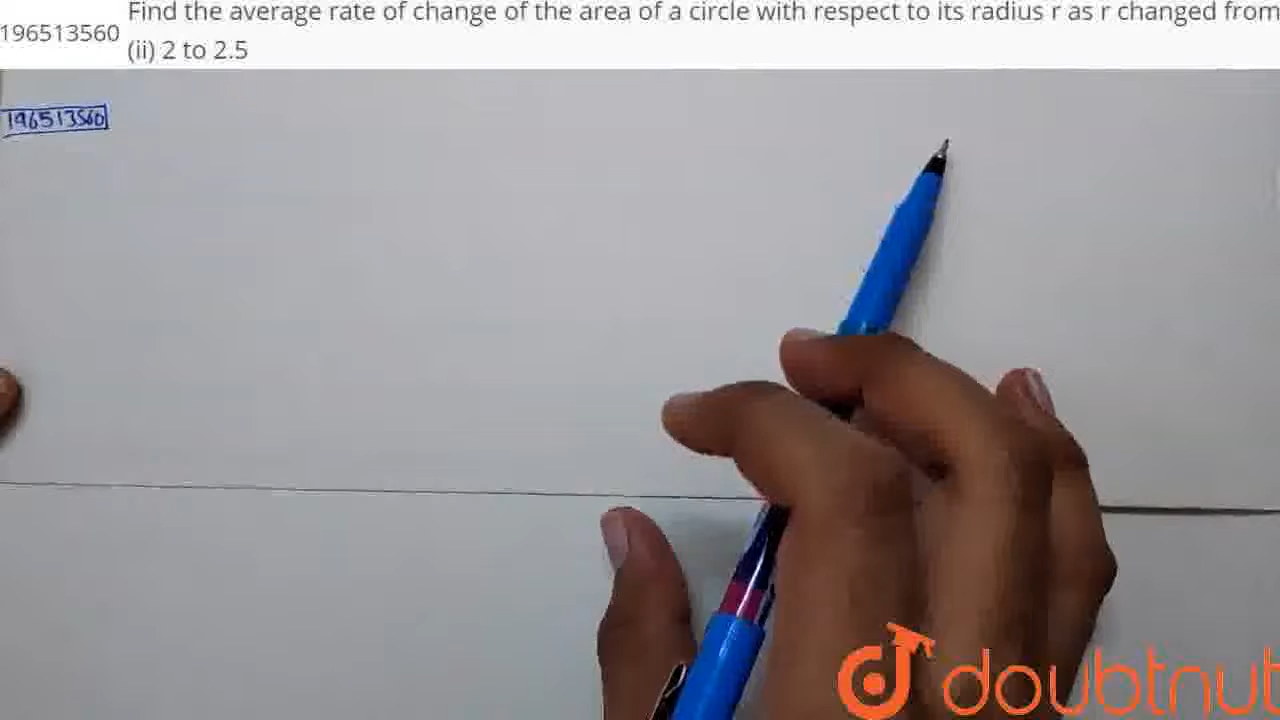 Find the average rate of change of the area of a circle with respect to its radius r as r changed from
196513560
(ii) 2 to 2.5
196513560
doubtnut